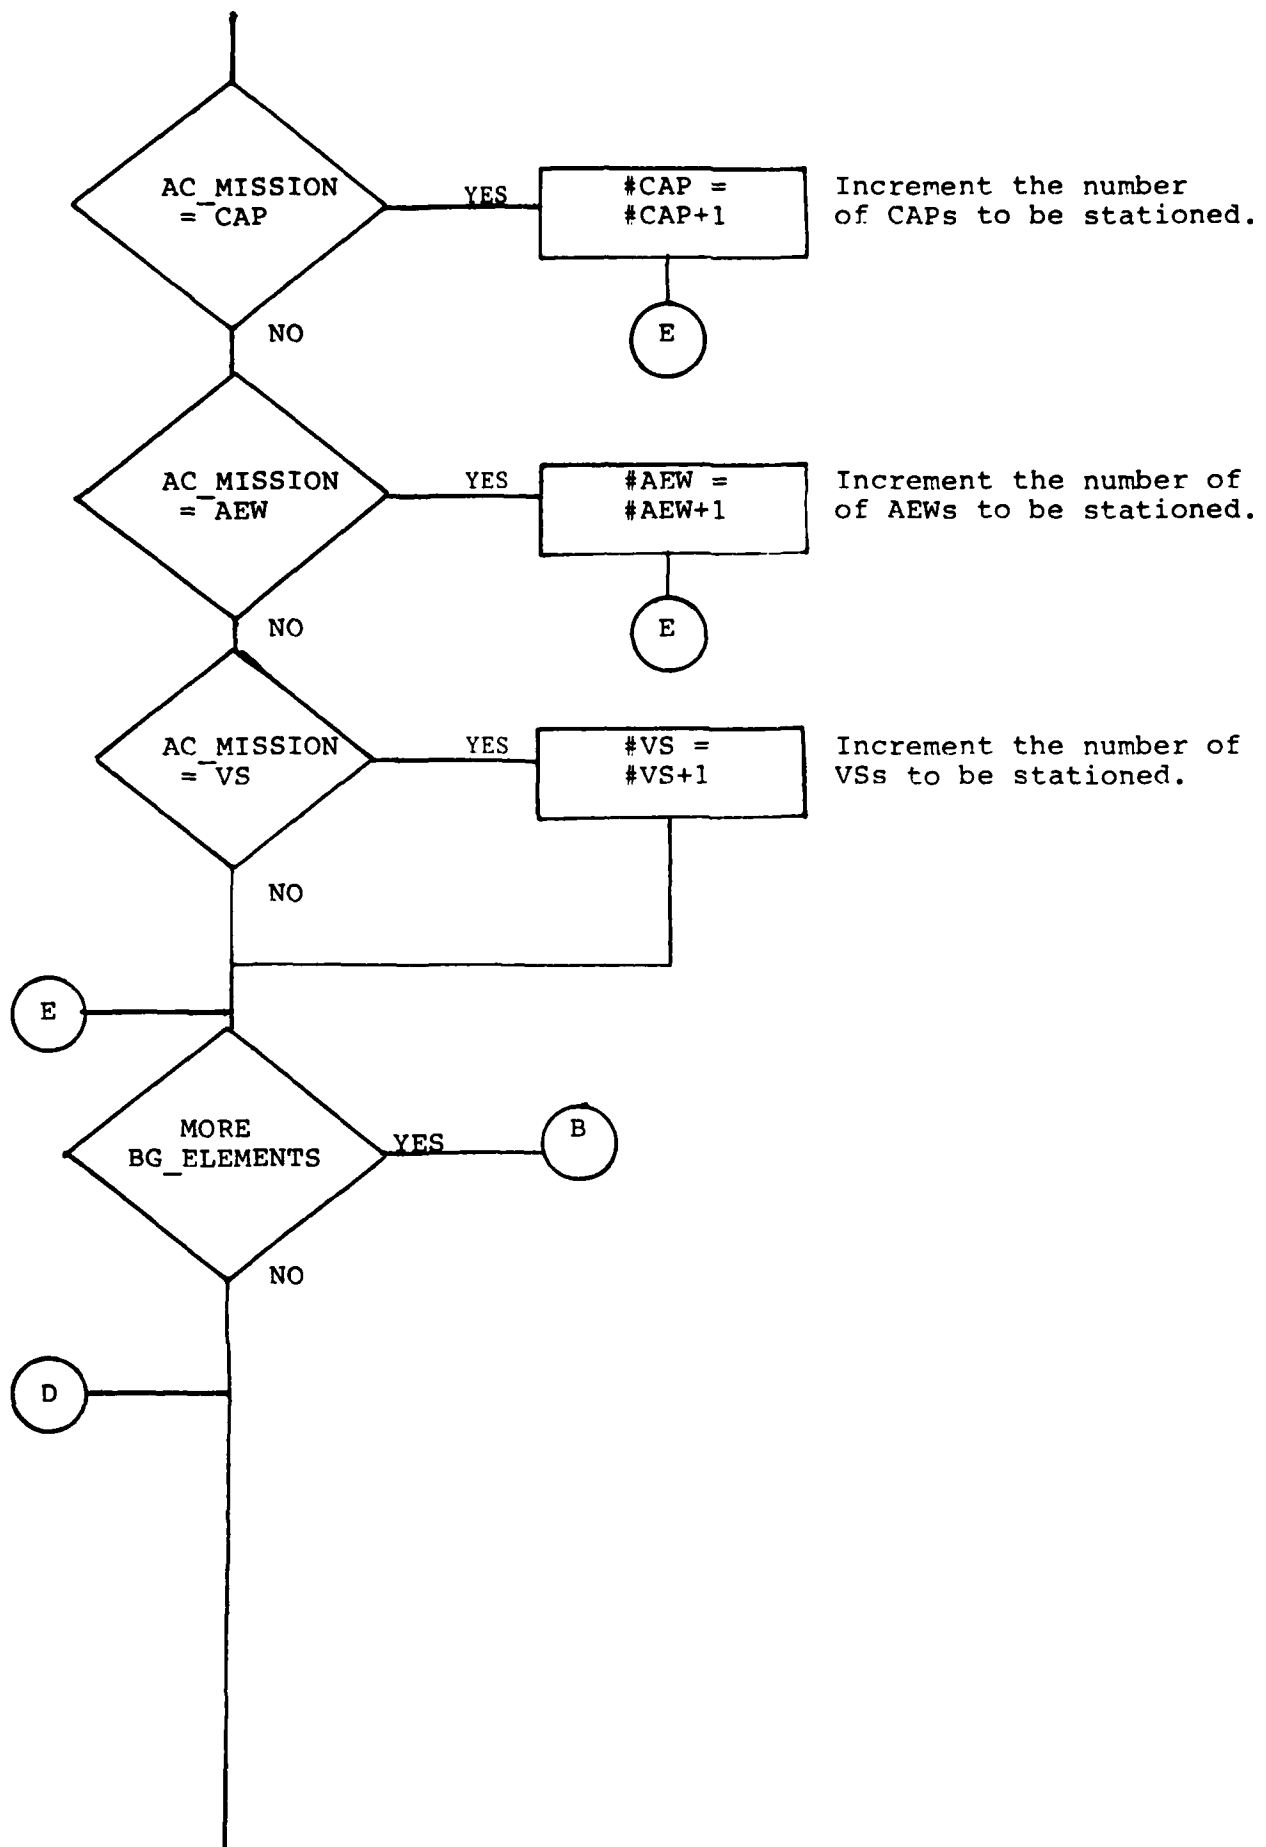 AC_MISSION
= CAP
YES
#CAP =
#CAP+1
Increment the number
of CAPs to be stationed.
NO
E
AC_MISSION
= AEW
YES
#AEW =
#AEW+1
Increment the number of
of AEWs to be stationed.
NO
E
AC_MISSION
= VS
YES
#VS =
#VS+1
Increment the number of
VSs to be stationed.
NO
E
MORE
BG_ELEMENTS
YES
B
NO
D